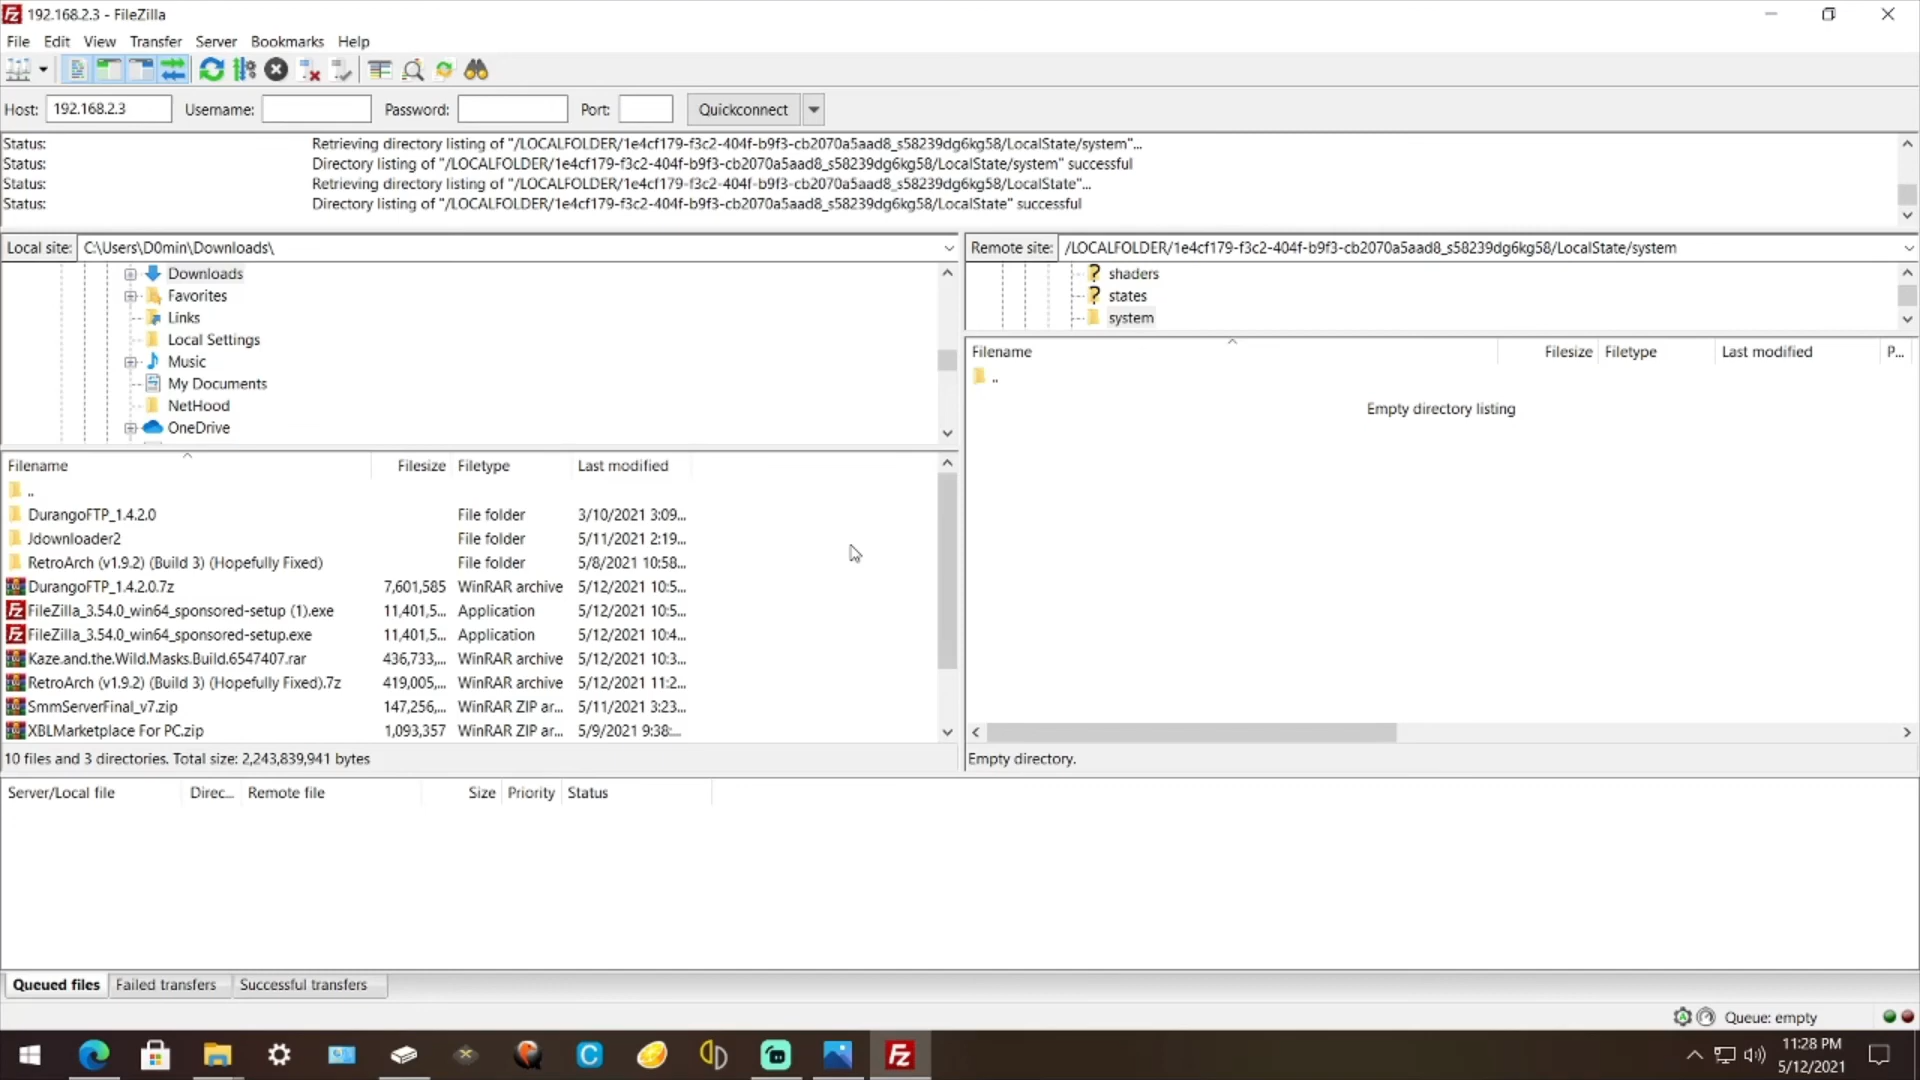 192.168.2.3 - FileZilla
File Edit View Transfer Server Bookmarks Help
Host: 192.168.2.3 Username: Password: Port: Quickconnect
Status: Retrieving directory listing of "/LOCALFOLDER/1e4cf179-f3c2-404f-b9f3-cb2070a5aad8_s58239dg6kg58/LocalState/system"...
Status: Directory listing of "/LOCALFOLDER/1e4cf179-f3c2-404f-b9f3-cb2070a5aad8_s58239dg6kg58/LocalState/system" successful
Status: Retrieving directory listing of "/LOCALFOLDER/1e4cf179-f3c2-404f-b9f3-cb2070a5aad8_s58239dg6kg58/LocalState"...
Status: Directory listing of "/LOCALFOLDER/1e4cf179-f3c2-404f-b9f3-cb2070a5aad8_s58239dg6kg58/LocalState" successful
Local site: C:\Users\D0min\Downloads\
Downloads
Favorites
Links
Local Settings
Music
My Documents
NetHood
OneDrive
Filename Filesize Filetype Last modified
..
DurangoFTP_1.4.2.0 File folder 3/10/2021 3:09...
Jdownloader2 File folder 5/11/2021 2:19...
RetroArch (v1.9.2) (Build 3) (Hopefully Fixed) File folder 5/8/2021 10:58...
DurangoFTP_1.4.2.0.7z 7,601,585 WinRAR archive 5/12/2021 10:5...
FileZilla_3.54.0_win64_sponsored-setup (1).exe 11,401,5... Application 5/12/2021 10:5...
FileZilla_3.54.0_win64_sponsored-setup.exe 11,401,5... Application 5/12/2021 10:4...
Kaze.and.the.Wild.Masks.Build.6547407.rar 436,733,... WinRAR archive 5/12/2021 10:3...
RetroArch (v1.9.2) (Build 3) (Hopefully Fixed).7z 419,005,... WinRAR archive 5/12/2021 11:2...
SmmServerFinal_v7.zip 147,256,... WinRAR ZIP ar... 5/11/2021 3:23...
XBLMarketplace For PC.zip 1,093,357 WinRAR ZIP ar... 5/9/2021 9:38:...
10 files and 3 directories. Total size: 2,243,839,941 bytes
Remote site: /LOCALFOLDER/1e4cf179-f3c2-404f-b9f3-cb2070a5aad8_s58239dg6kg58/LocalState/system
shaders
states
system
Filename Filesize Filetype Last modified P...
..
Empty directory listing
Empty directory.
Server/Local file Direc... Remote file Size Priority Status
Queued files Failed transfers Successful transfers
Queue: empty
11:28 PM
5/12/2021